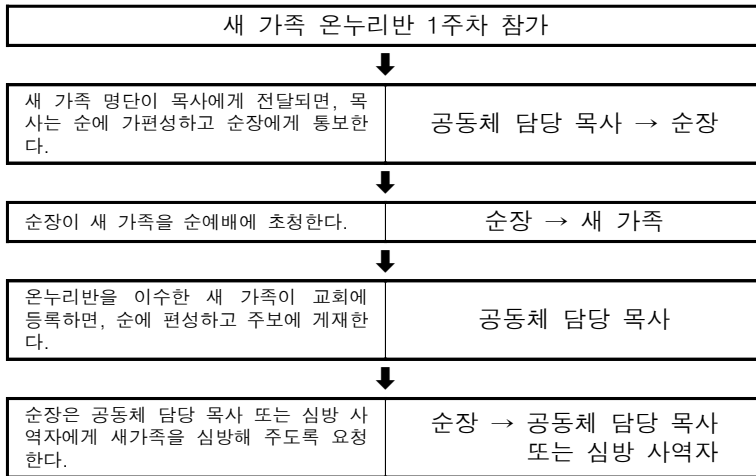 새 가족 온누리반 1주차 참가
새 가족 명단이 목사에게 전달되면, 목
사는 순에 가편성하고 순장에게 통보한
다.
공동체 담당 목사 → 순장
순장이 새 가족을 순예배에 초청한다.
순장 → 새 가족
온누리반을 이수한 새 가족이 교회에
등록하면, 순에 편성하고 주보에 게재한
다.
공동체 담당 목사
순장은 공동체 담당 목사 또는 심방 사
역자에게 새가족을 심방해 주도록 요청
한다.
순장 → 공동체 담당 목사
또는 심방 사역자